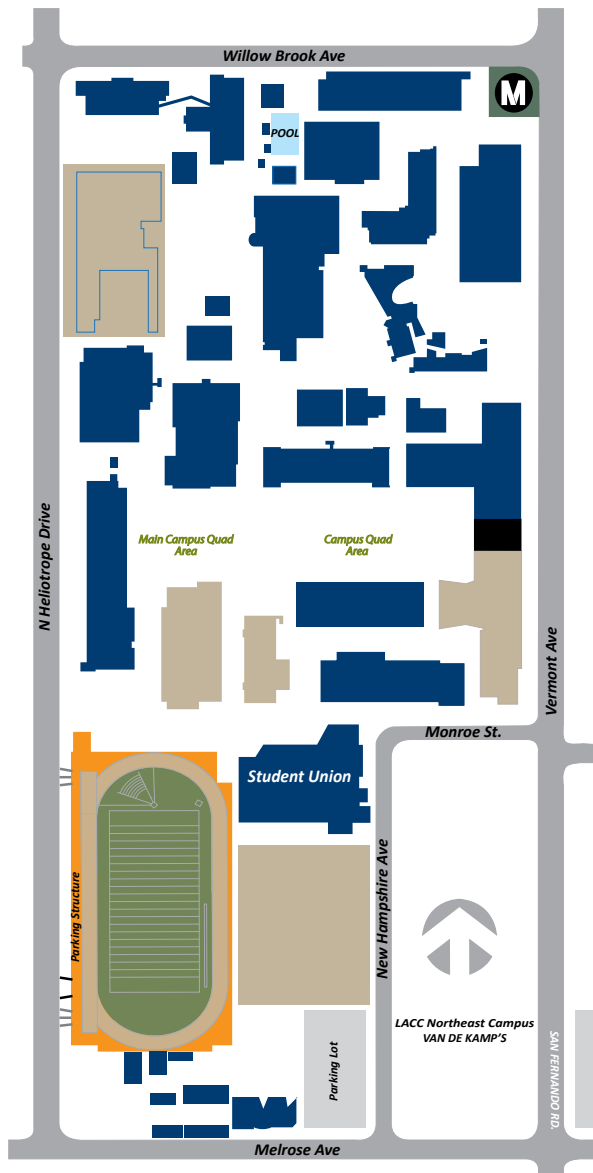 Willow Brook Ave
M
POOL
N Heliotrope Drive
Main Campus Quad
Area
Campus Quad
Area
Vermont Ave
Monroe St.
Student Union
Parking Structure
New Hampshire Ave
LACC Northeast Campus
VAN DE KAMP'S
Parking Lot
SAN FERNANDO RD.
Melrose Ave